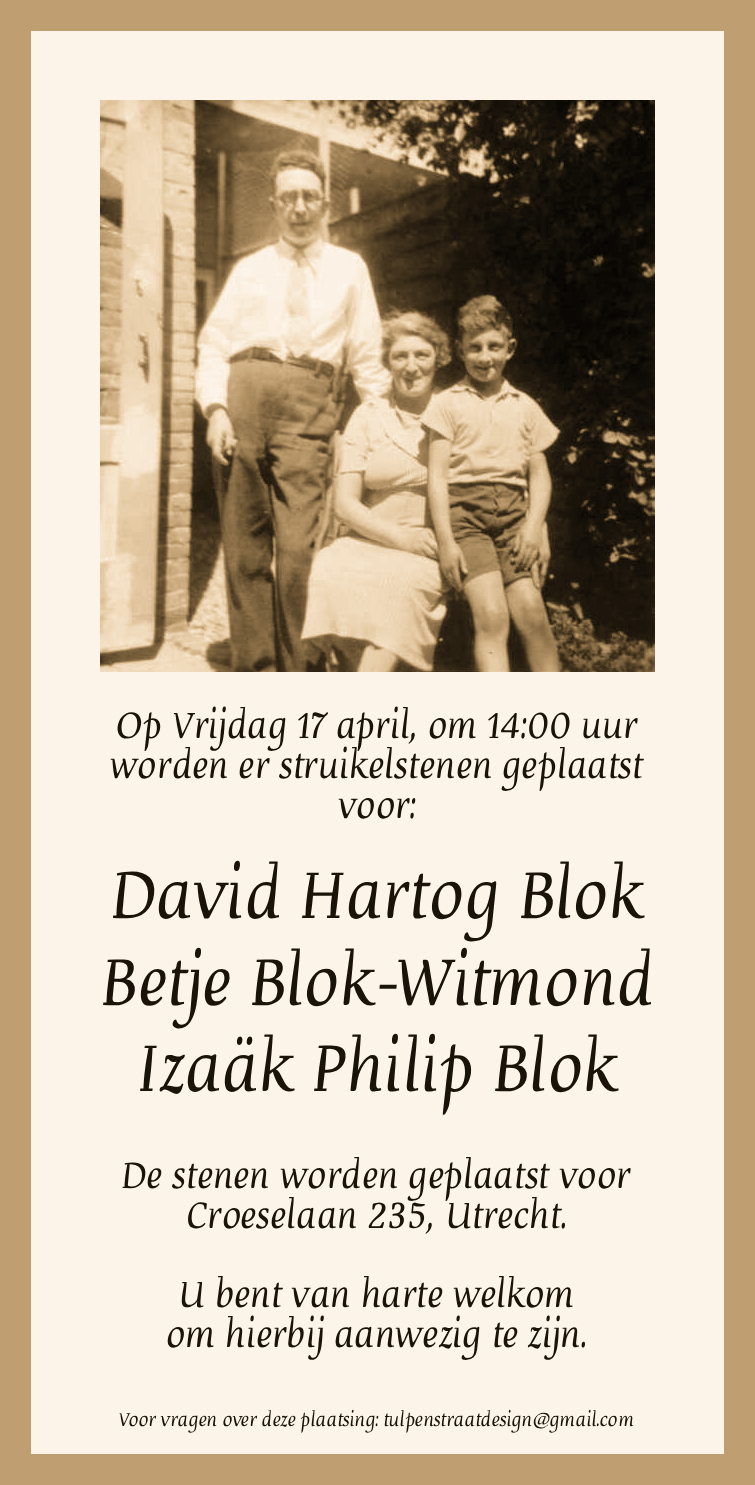 Op Vrijdag 17 april, om 14:00 uur
worden er struikelstenen geplaatst
voor:
David Hartog Blok
Betje Blok-Witmond
Izaäk Philip Blok
De stenen worden geplaatst voor
Croeselaan 235, Utrecht.
U bent van harte welkom
om hierbij aanwezig te zijn.
Voor vragen over deze plaatsing: tulpenstraatdesign@gmail.com